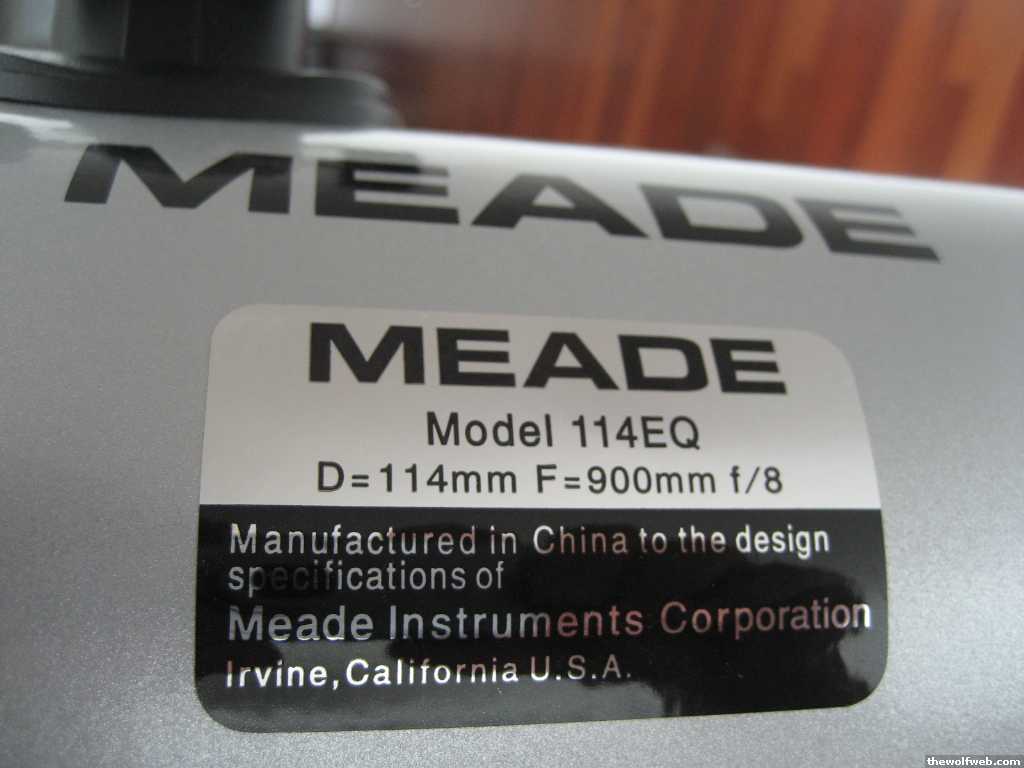 MEADE
MEADE
Model 114EQ
D=114mm F=900mm f/8
Manufactured in China to the design
specifications of
Meade Instruments Corporation
Irvine, California U.S.A.
thewolfweb.com